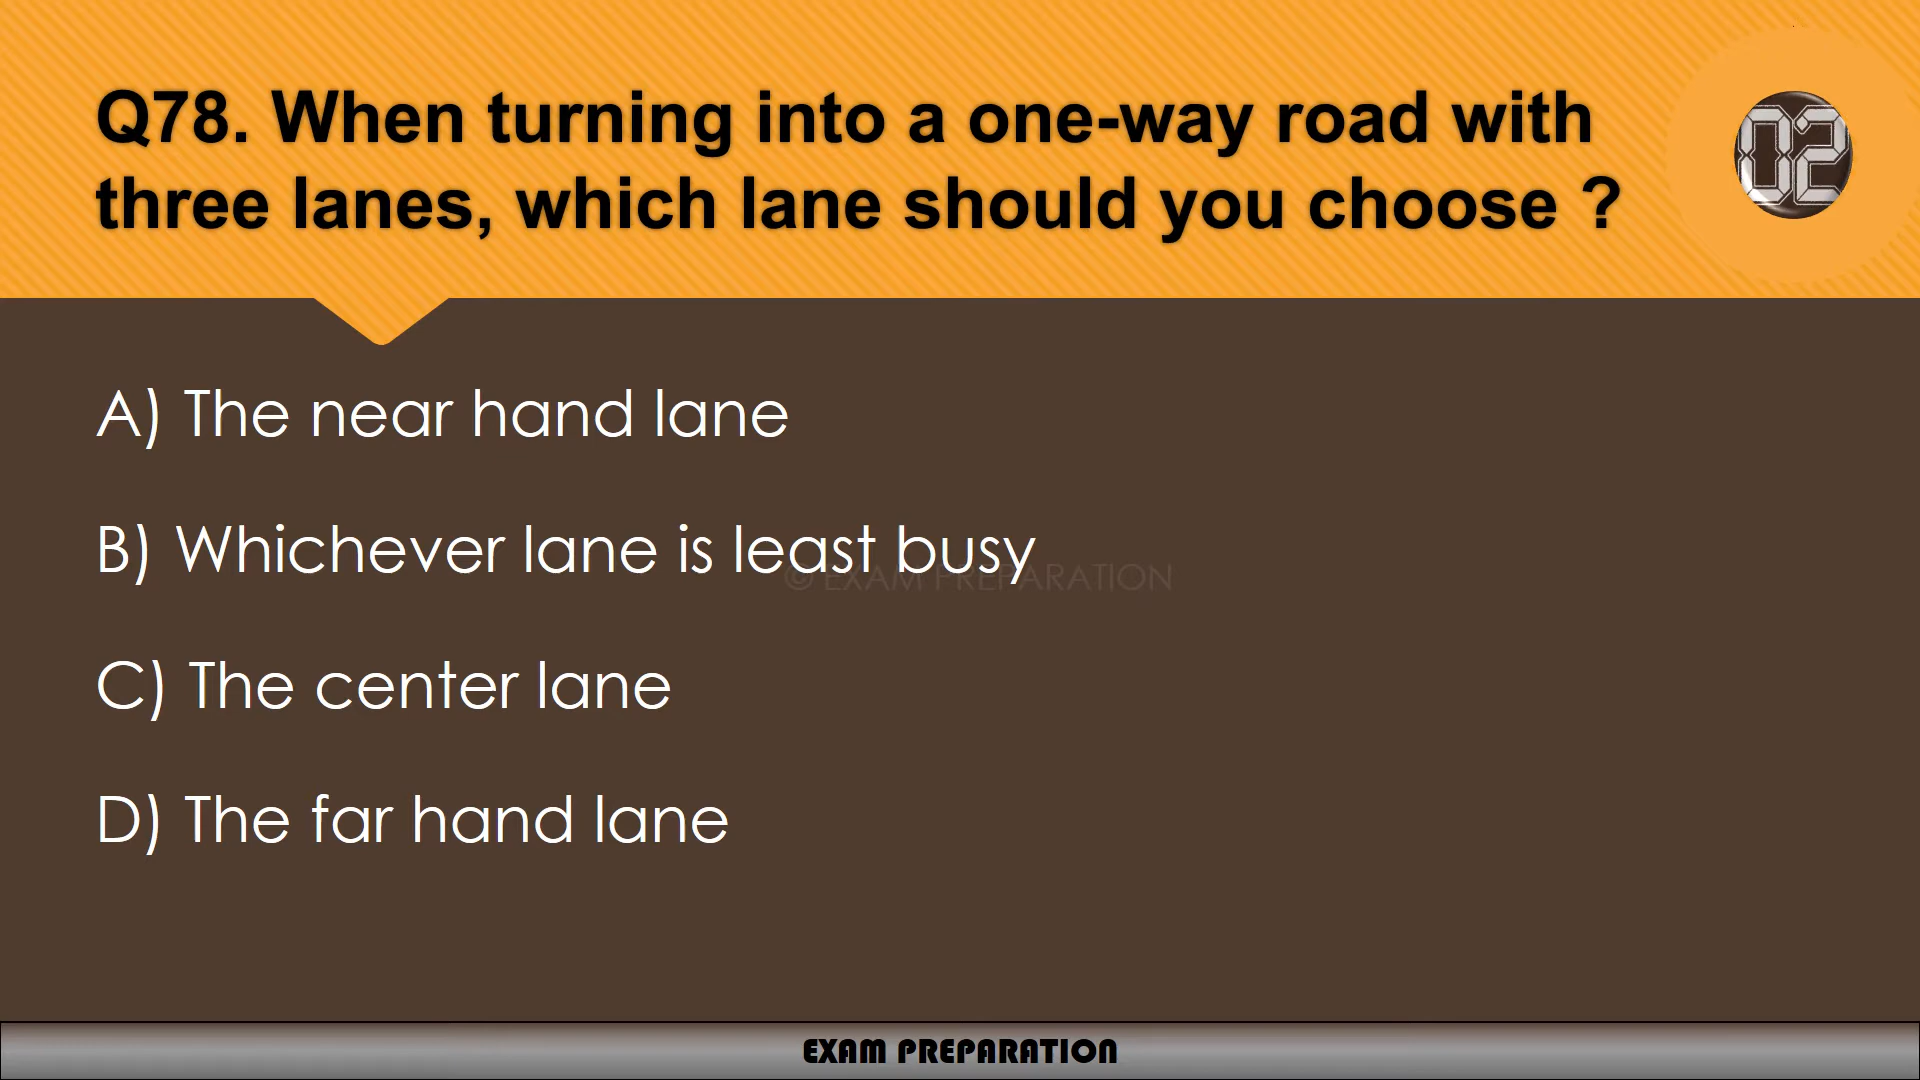 Q78. When turning into a one-way road with
three lanes, which lane should you choose ?
02
A) The near hand lane
B) Whichever lane is least busy
© EXAM PREPARATION
C) The center lane
D) The far hand lane
EXAM PREPARATION